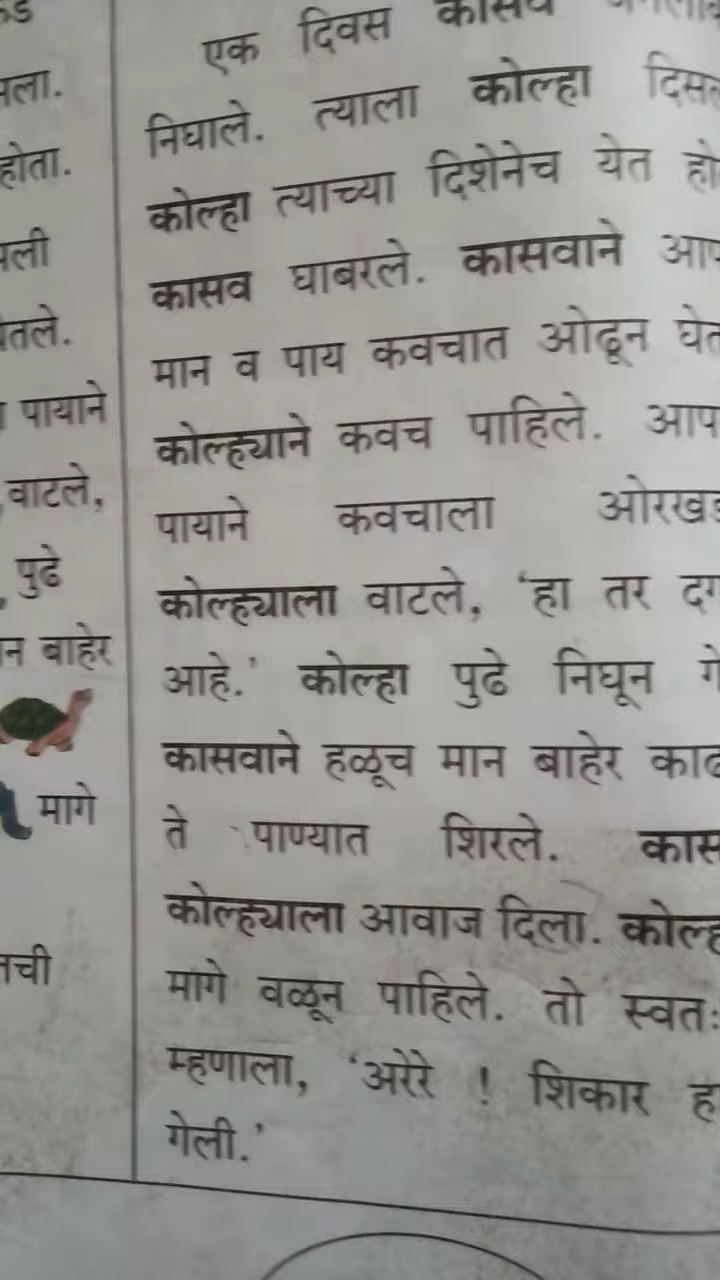 ला.
होता.
ली
तले.
पायाने
वाटले,
पुढे
न बाहेर
मागे
ची
एक दिवस कासव
निघाले. त्याला कोल्हा
कोल्हा त्याच्या दिशेनेच येत
कासव घाबरले. कासवाने
मान व पाय कवचात ओढून
कोल्ह्याने कवच पाहिले.
पायाने कवचाला
कोल्ह्याला वाटले, ‘हा तर
आहे.’ कोल्हा पुढे निघून
कासवाने हळूच मान बाहेर
ते पाण्यात शिरले.
कोल्ह्याला आवाज दिला.
मागे वळून पाहिले. तो
म्हणाला, ‘अरेरे ! शिकार
गेली.’